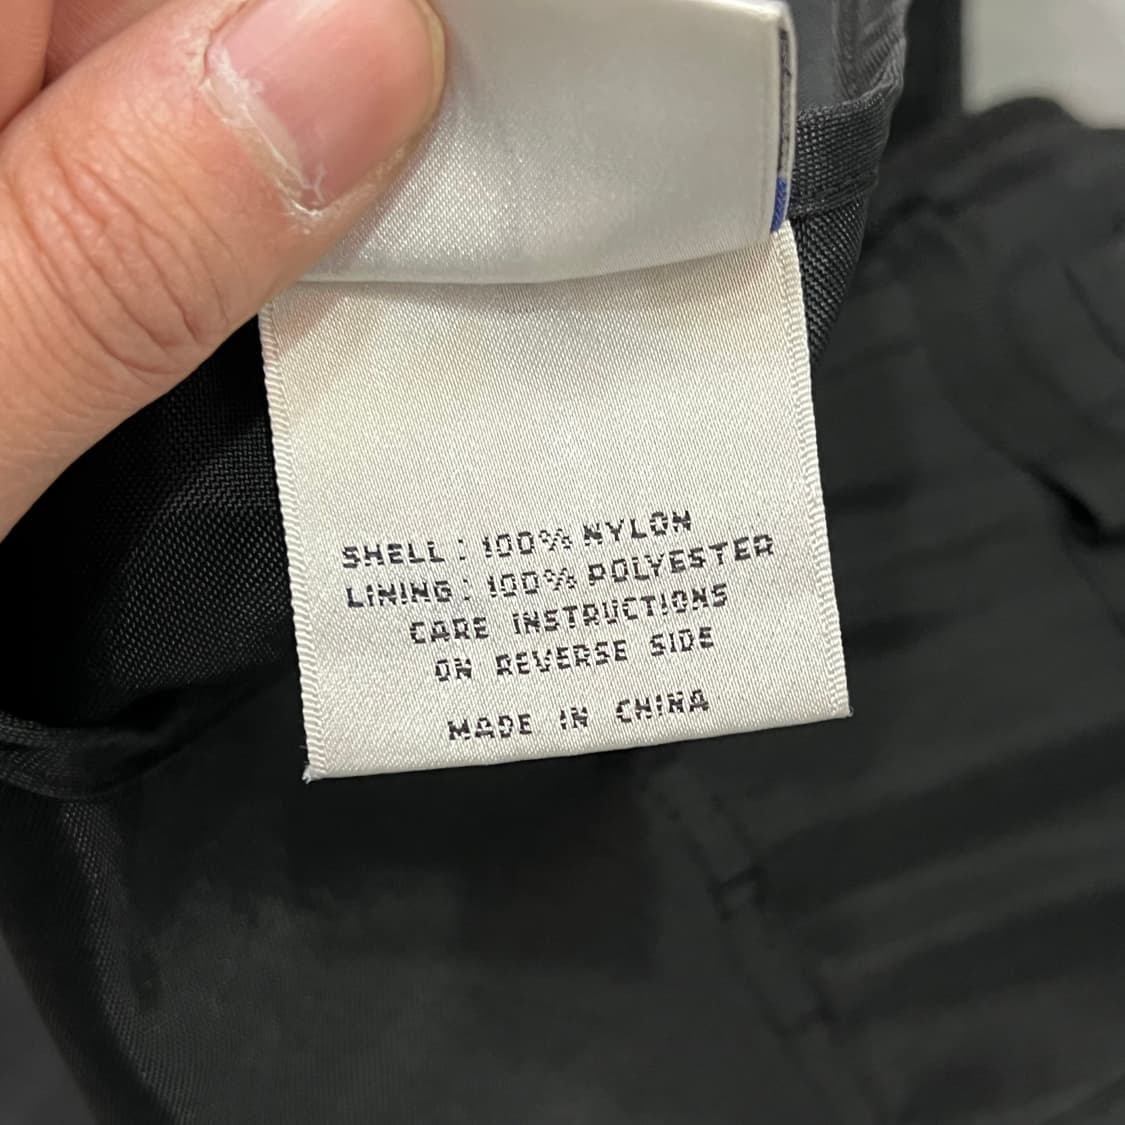 SHELL : 100% NYLON
LINING : 100% POLYESTER
CARE INSTRUCTIONS
ON REVERSE SIDE
MADE IN CHINA